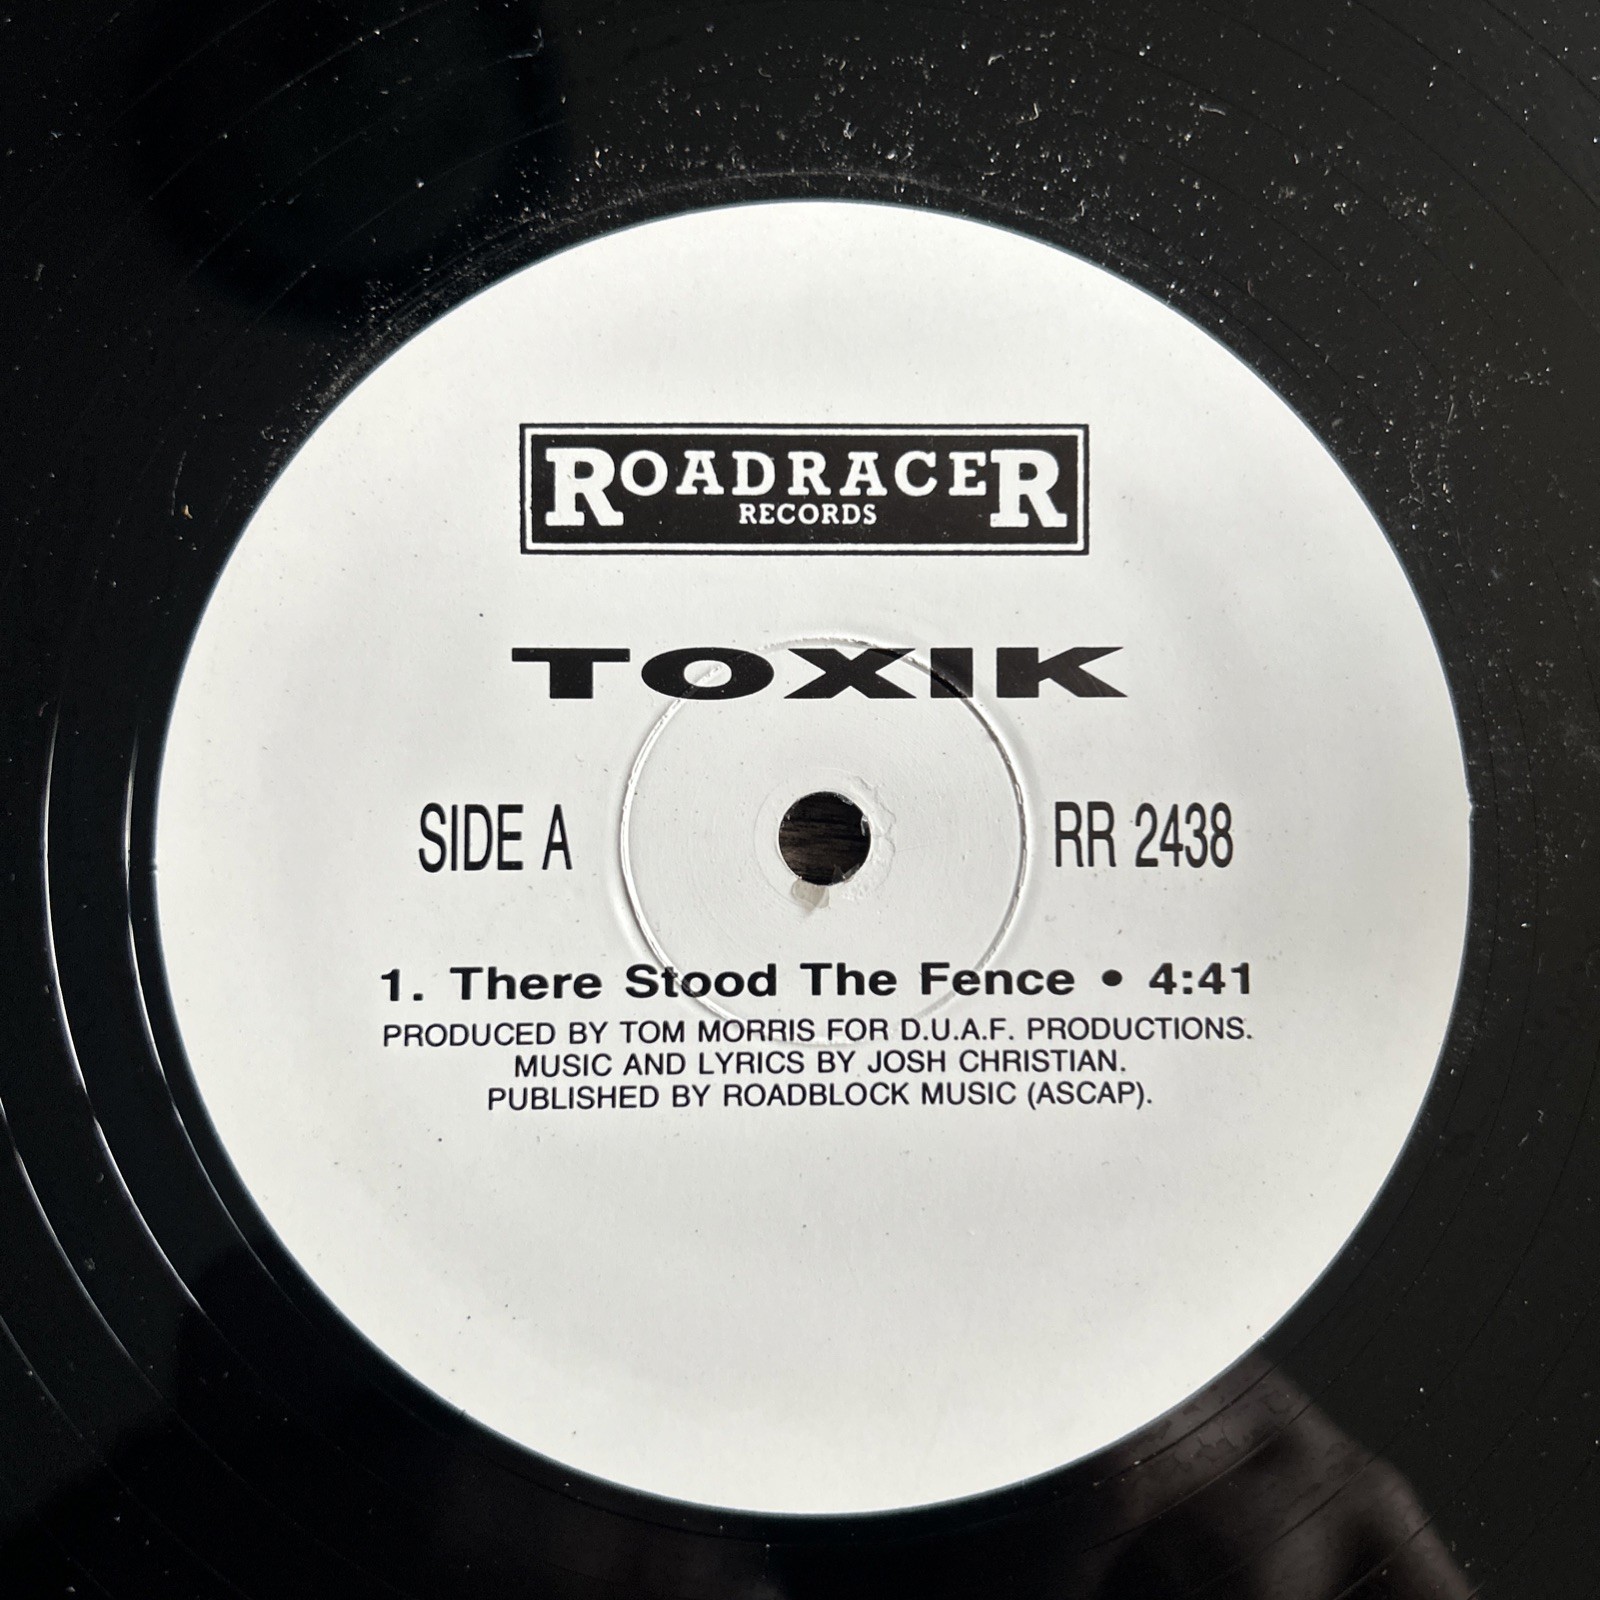 ROADRACER
RECORDS
TOXIK
SIDE A RR 2438
1. There Stood The Fence • 4:41
PRODUCED BY TOM MORRIS FOR D.U.A.F. PRODUCTIONS.
MUSIC AND LYRICS BY JOSH CHRISTIAN.
PUBLISHED BY ROADBLOCK MUSIC (ASCAP).